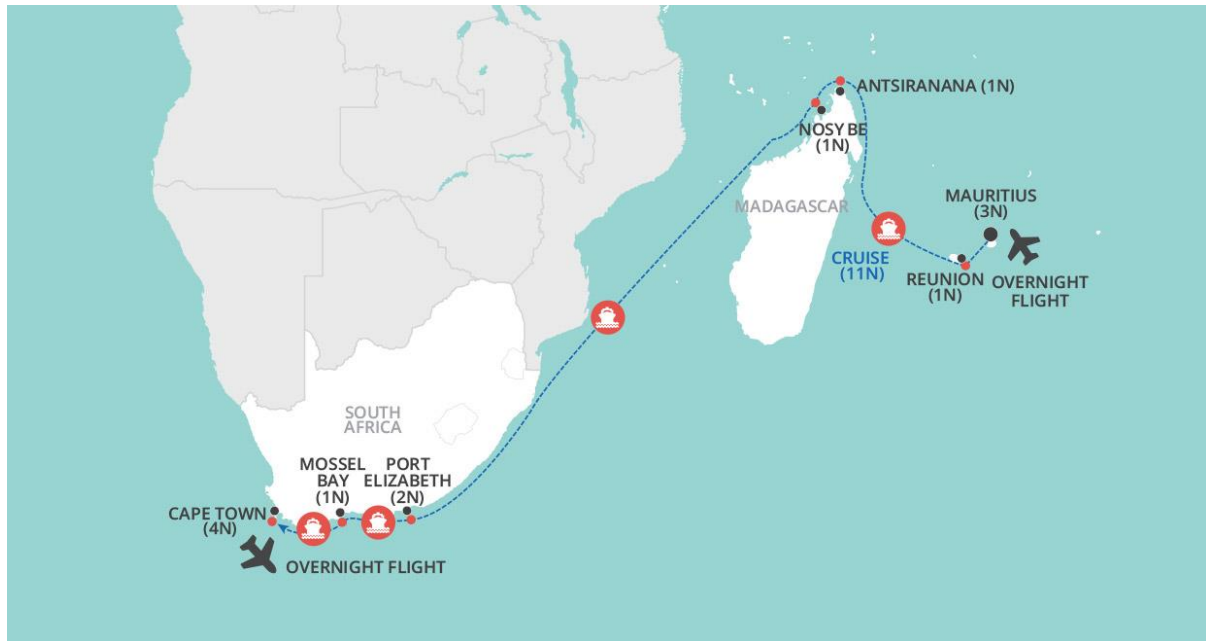 ANTSIRANANA (1N)
NOSY BE
(1N)
MADAGASCAR
MAURITIUS
(3N)
CRUISE
(11N)
REUNION
(1N)
OVERNIGHT
FLIGHT
SOUTH
AFRICA
MOSSEL
BAY
(1N)
PORT
ELIZABETH
(2N)
CAPE TOWN
(4N)
OVERNIGHT FLIGHT